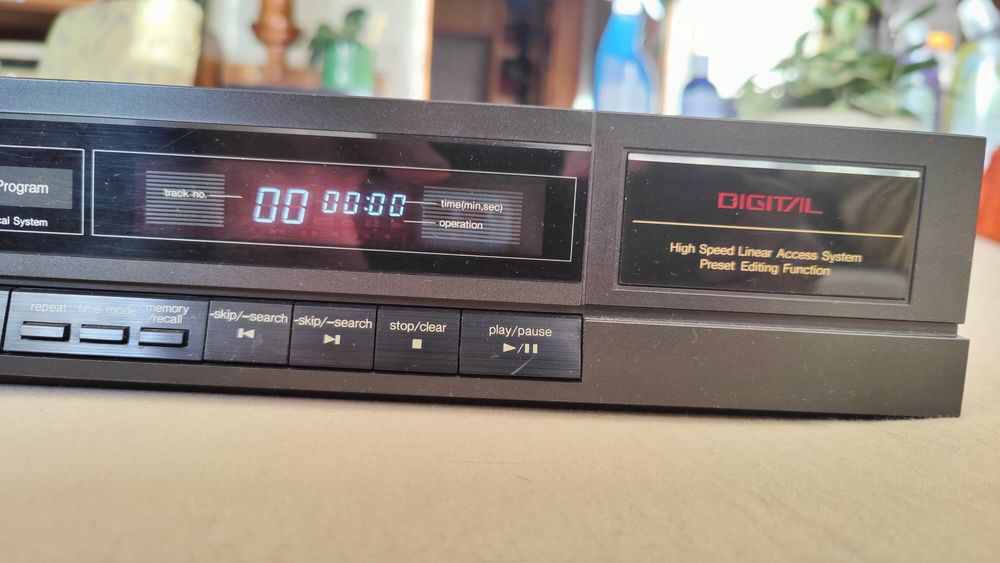 Program
cal System
track no.
00 00:00
time(min,sec)
operation
DIGITAL
High Speed Linear Access System
Preset Editing Function
repeat
time mode
memory
/recall
-skip/-search
-skip/-search
stop/clear
play/pause